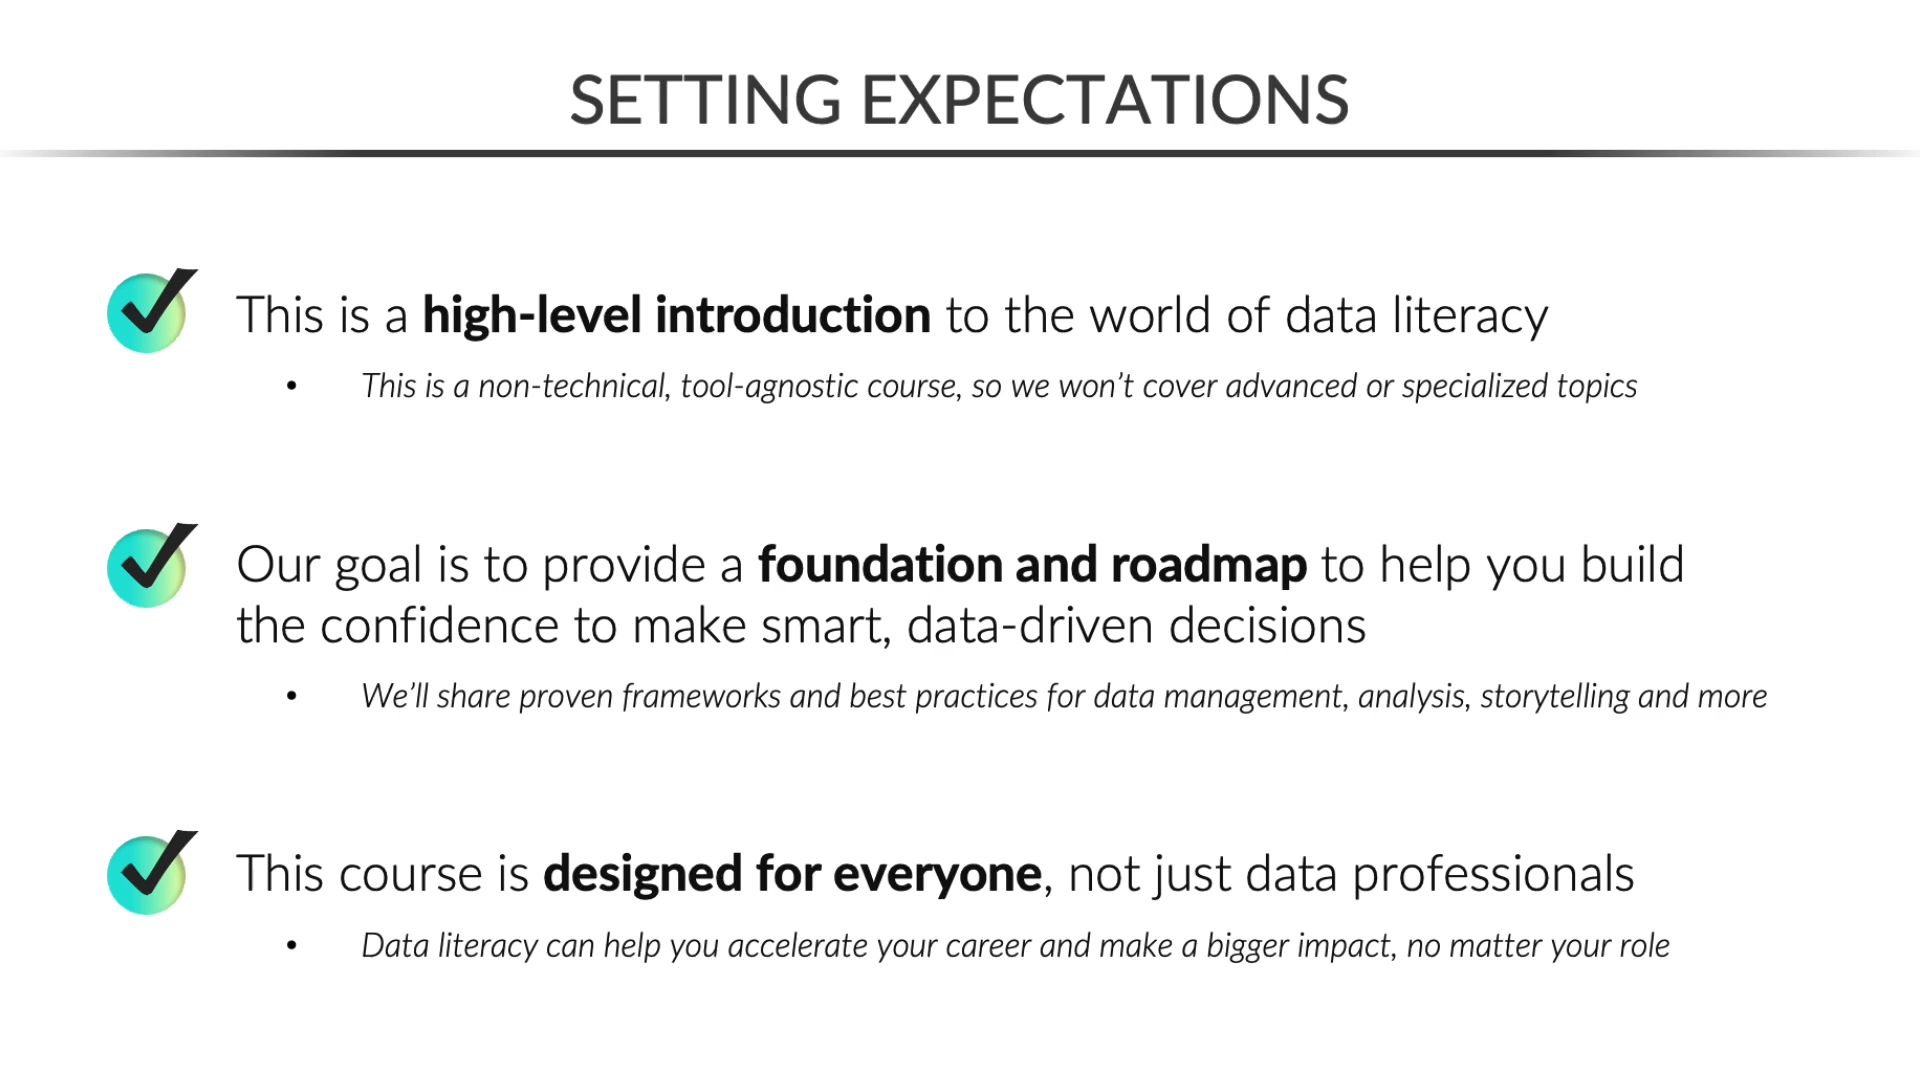 SETTING EXPECTATIONS
This is a high-level introduction to the world of data literacy
• This is a non-technical, tool-agnostic course, so we won’t cover advanced or specialized topics
Our goal is to provide a foundation and roadmap to help you build
the confidence to make smart, data-driven decisions
• We’ll share proven frameworks and best practices for data management, analysis, storytelling and more
This course is designed for everyone, not just data professionals
• Data literacy can help you accelerate your career and make a bigger impact, no matter your role